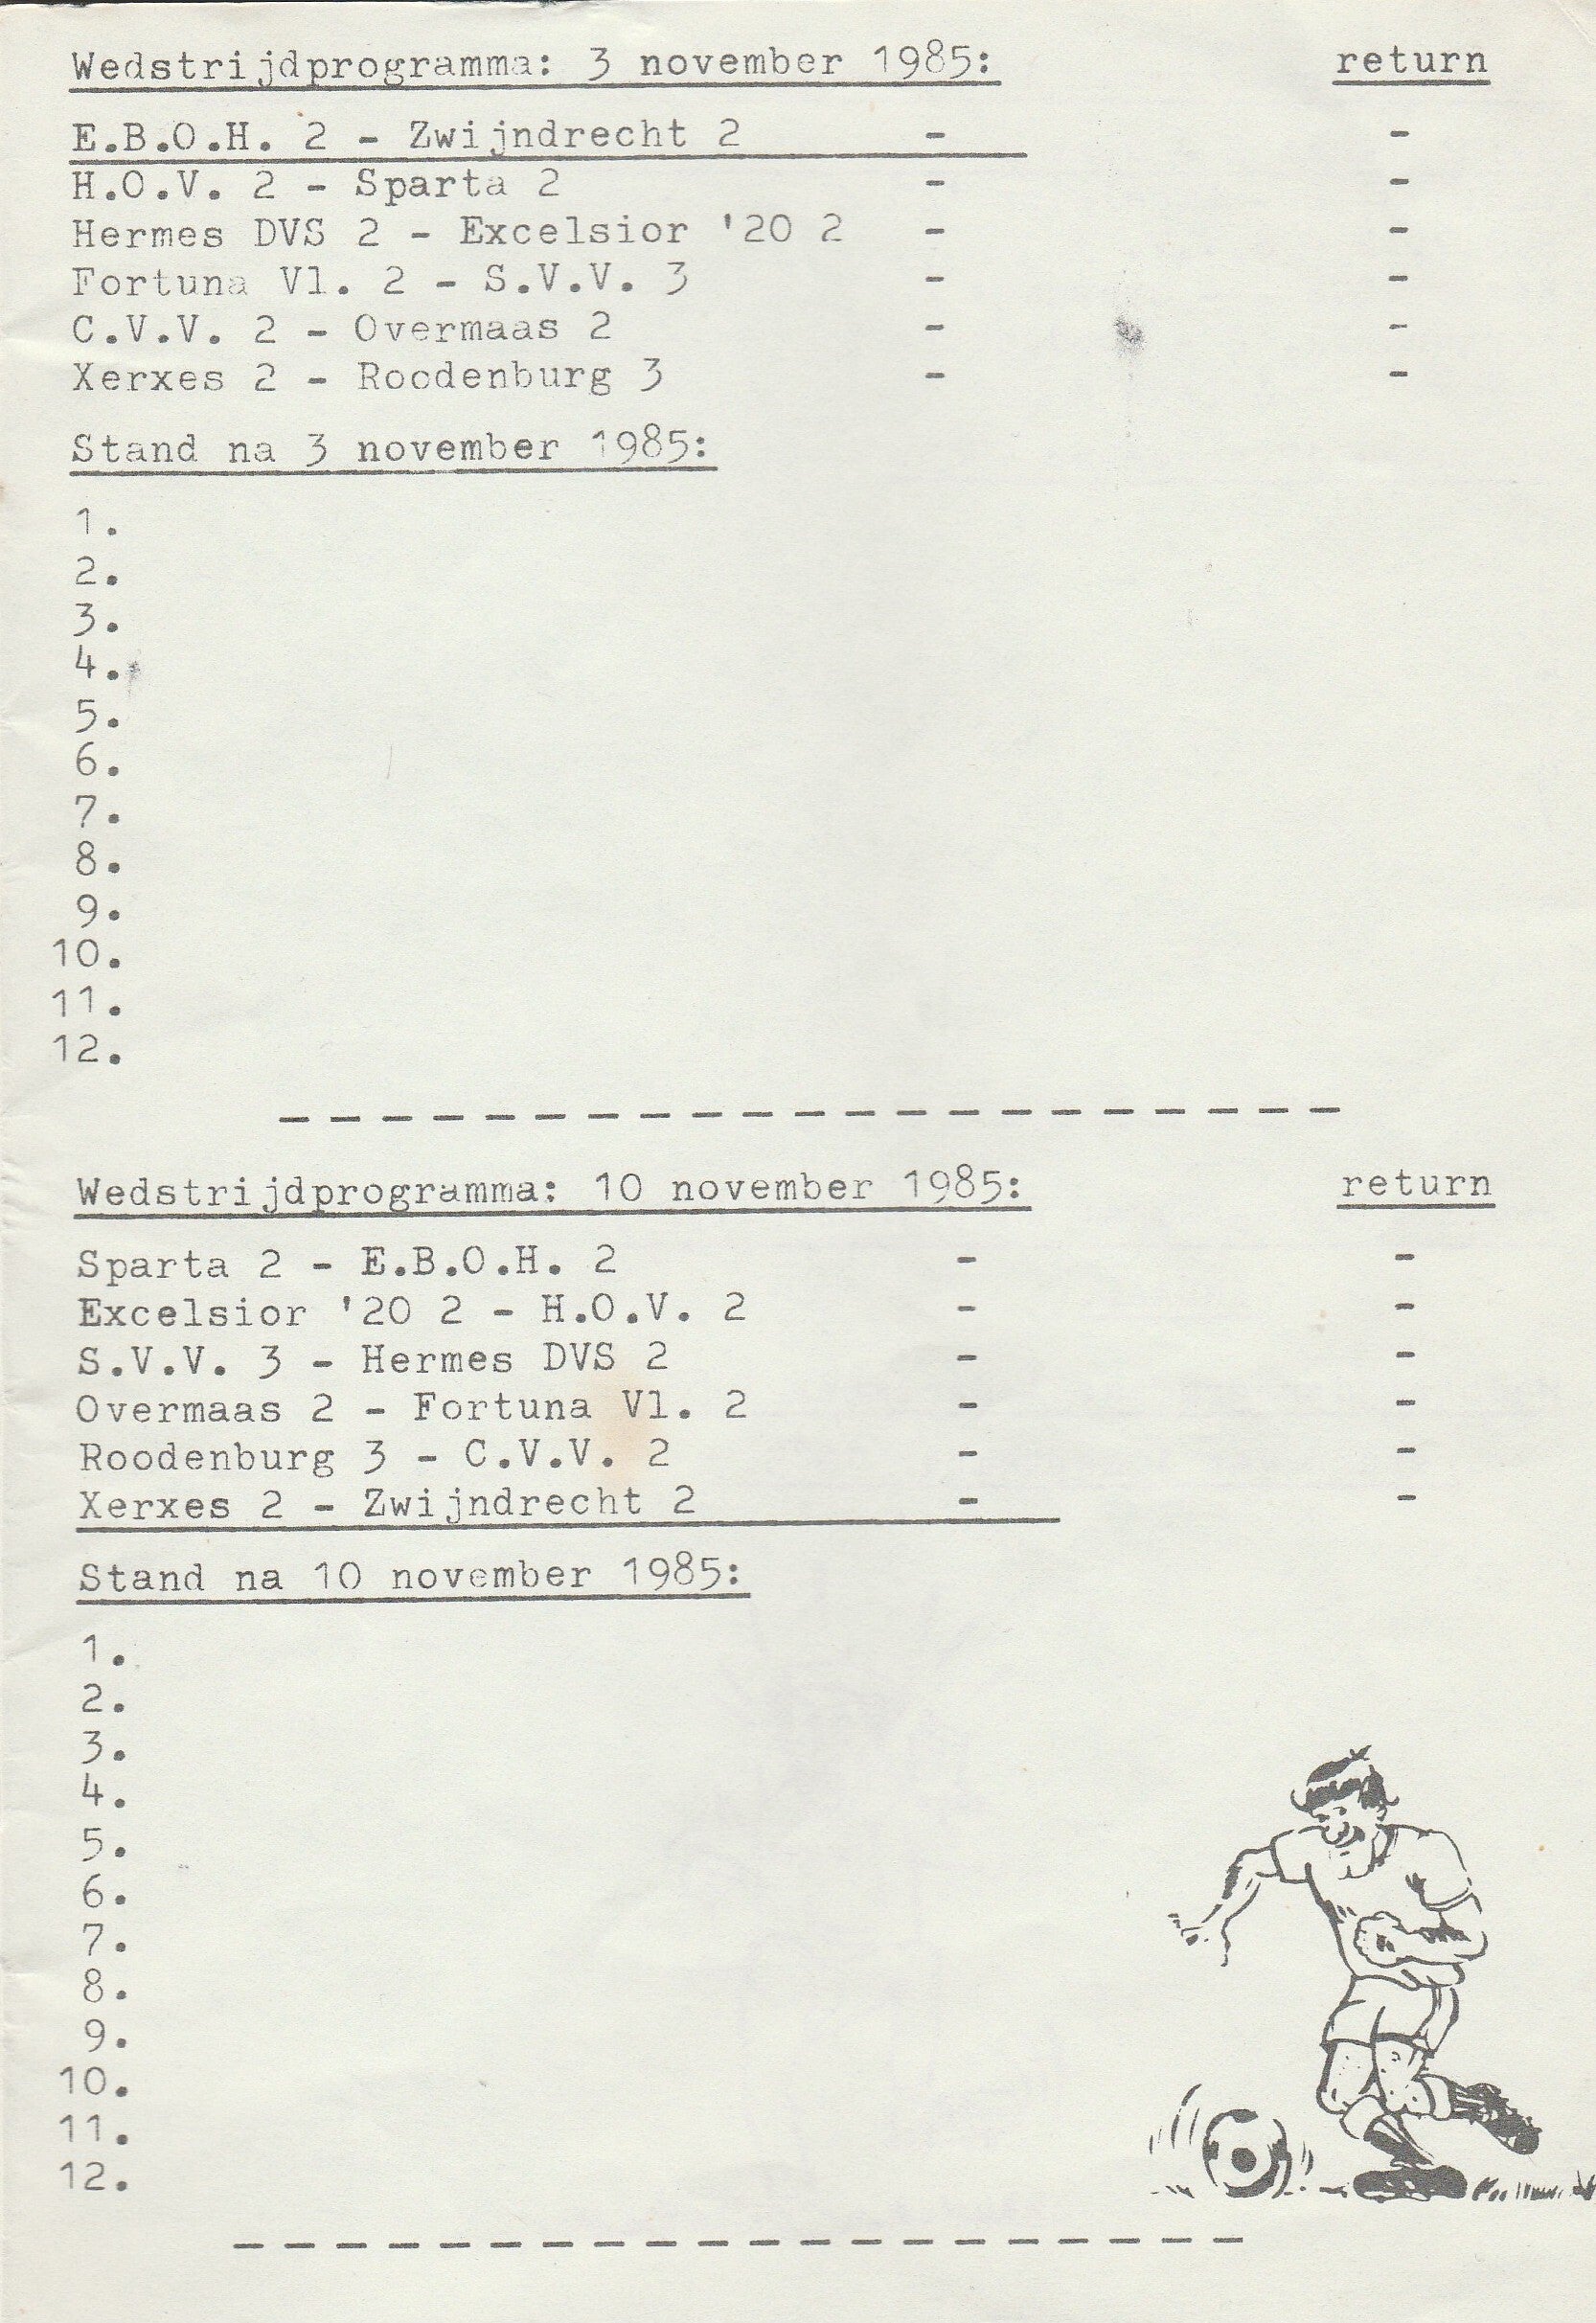 Wedstrijdprogramma: 3 november 1985: return
E.B.O.H. 2 - Zwijndrecht 2 - -
H.O.V. 2 - Sparta 2 - -
Hermes DVS 2 - Excelsior '20 2 - -
Fortuna Vl. 2 - S.V.V. 3 - -
C.V.V. 2 - Overmaas 2 - -
Xerxes 2 - Roodenburg 3 - -
Stand na 3 november 1985:
1.
2.
3.
4.
5.
6.
7.
8.
9.
10.
11.
12.
Wedstrijdprogramma: 10 november 1985: return
Sparta 2 - E.B.O.H. 2 - -
Excelsior '20 2 - H.O.V. 2 - -
S.V.V. 3 - Hermes DVS 2 - -
Overmaas 2 - Fortuna Vl. 2 - -
Roodenburg 3 - C.V.V. 2 - -
Xerxes 2 - Zwijndrecht 2 - -
Stand na 10 november 1985:
1.
2.
3.
4.
5.
6.
7.
8.
9.
10.
11.
12.